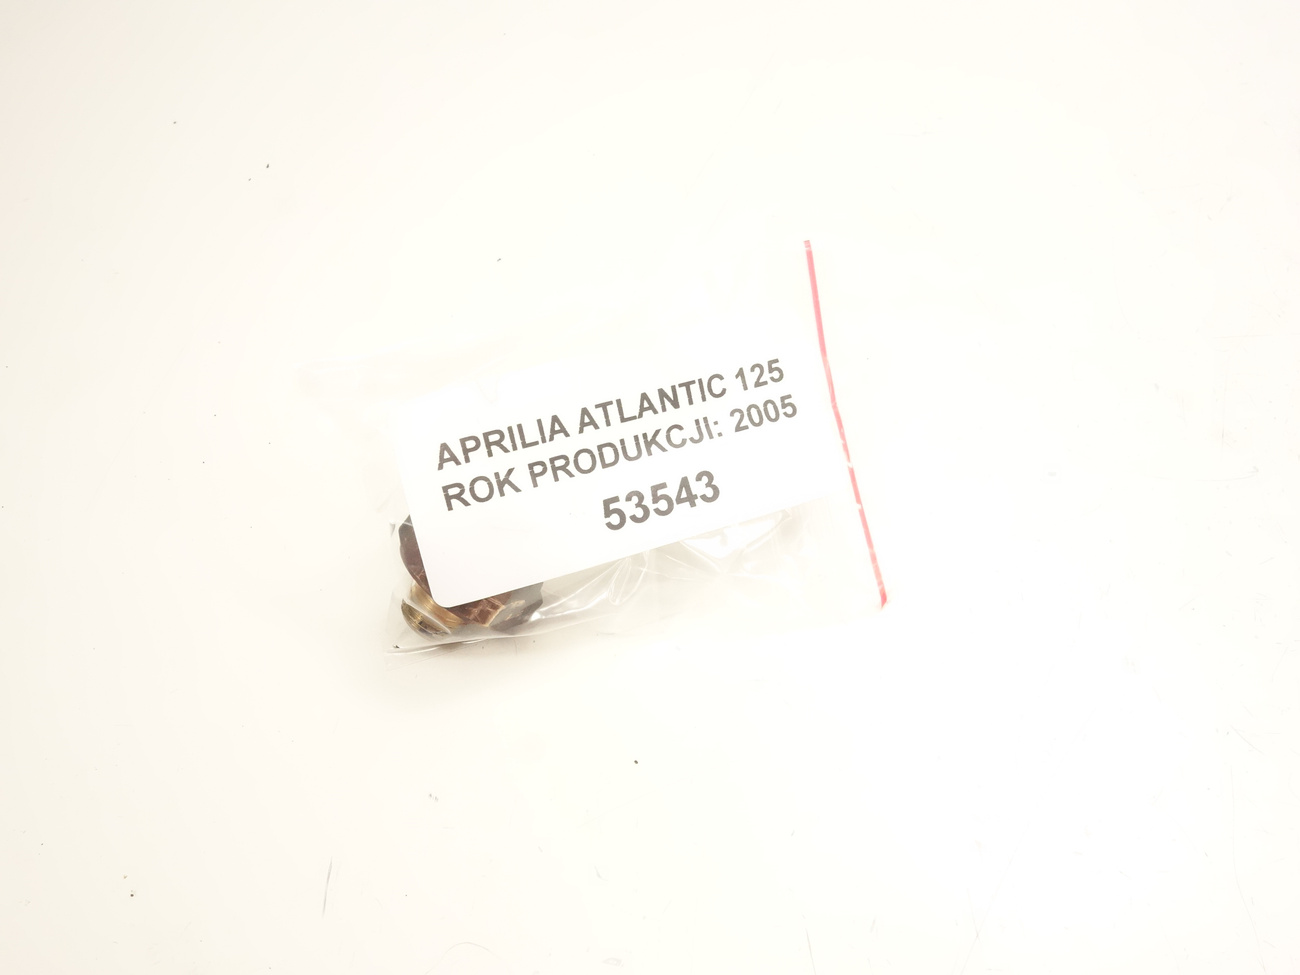 APRILIA ATLANTIC 125
ROK PRODUKCJI: 2005
53543